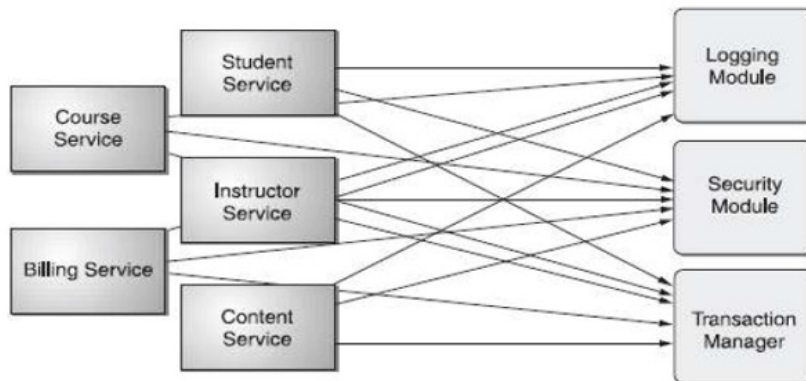 Student
Service
Course
Service
Instructor
Service
Billing Service
Content
Service
Logging
Module
Security
Module
Transaction
Manager